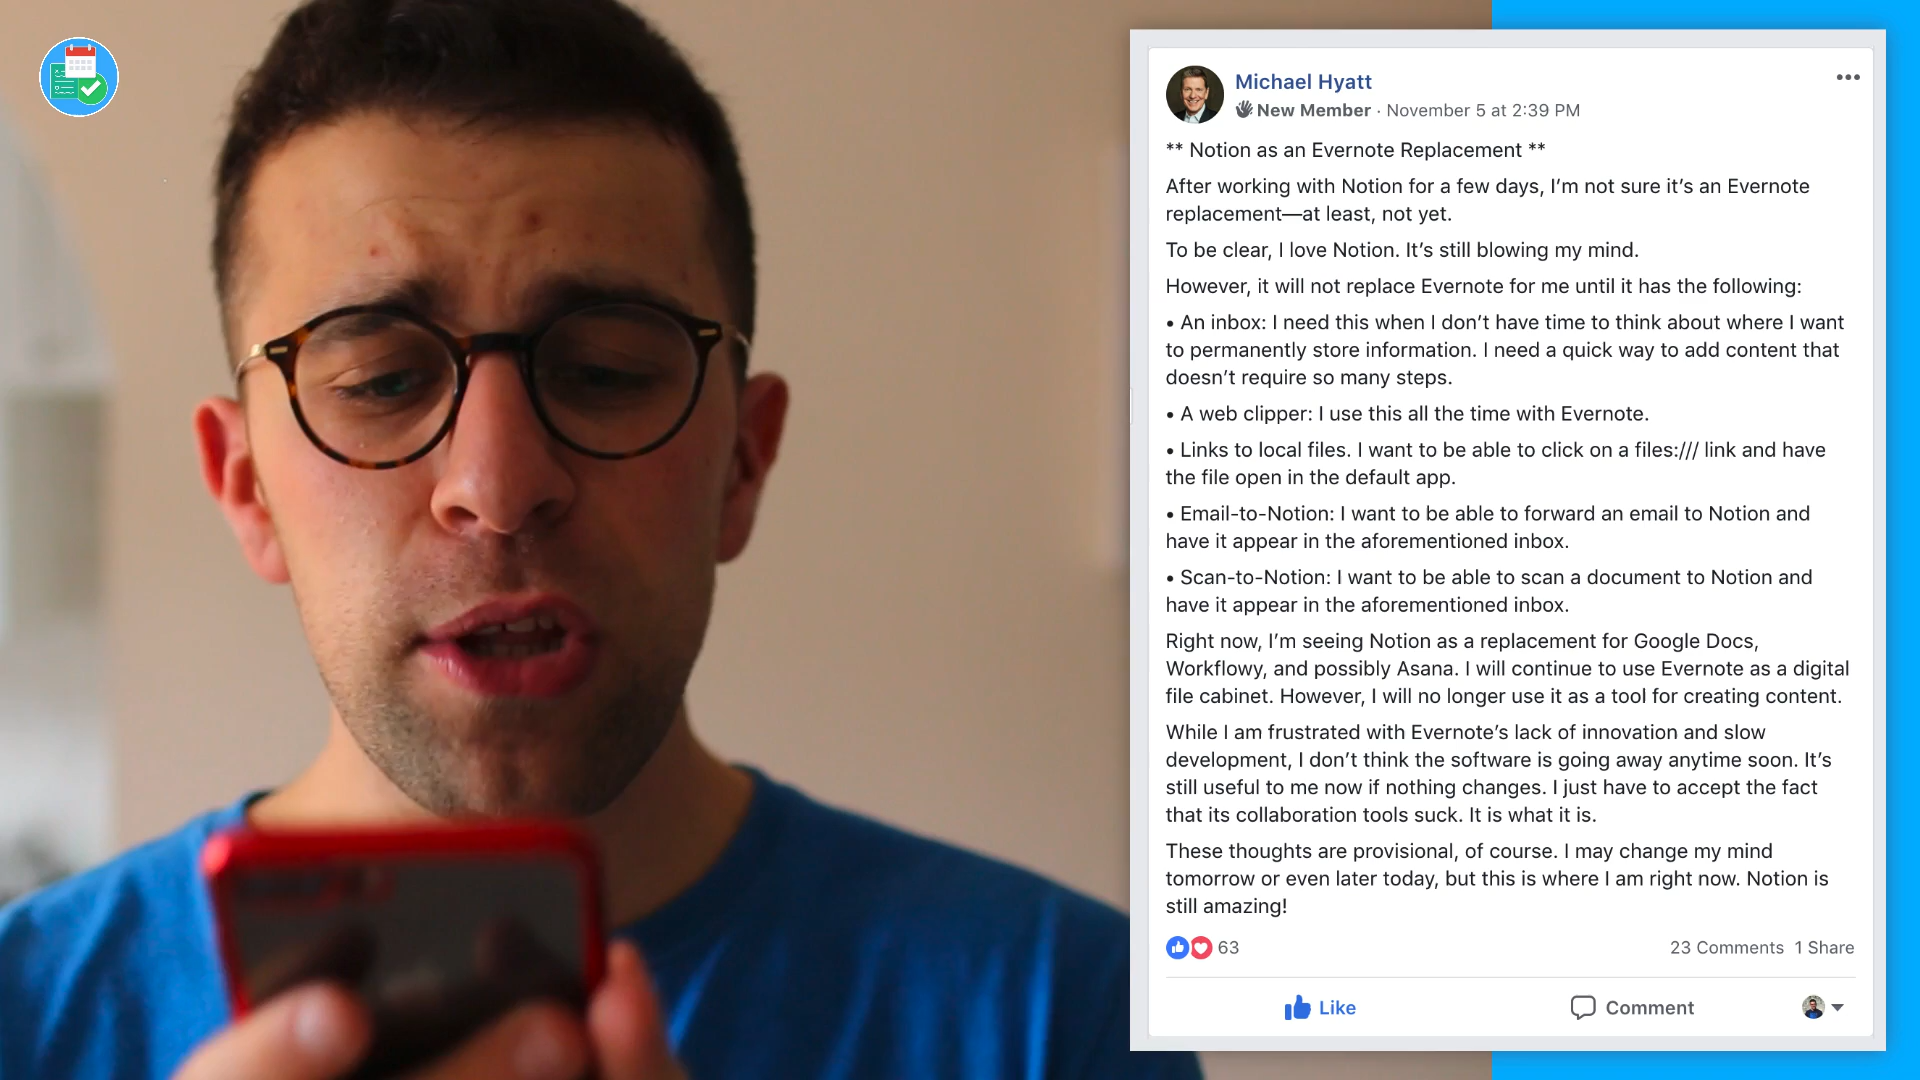 Michael Hyatt
New Member · November 5 at 2:39 PM
** Notion as an Evernote Replacement **
After working with Notion for a few days, I’m not sure it’s an Evernote
replacement—at least, not yet.
To be clear, I love Notion. It’s still blowing my mind.
However, it will not replace Evernote for me until it has the following:
• An inbox: I need this when I don’t have time to think about where I want
to permanently store information. I need a quick way to add content that
doesn’t require so many steps.
• A web clipper: I use this all the time with Evernote.
• Links to local files. I want to be able to click on a files:/// link and have
the file open in the default app.
• Email-to-Notion: I want to be able to forward an email to Notion and
have it appear in the aforementioned inbox.
• Scan-to-Notion: I want to be able to scan a document to Notion and
have it appear in the aforementioned inbox.
Right now, I’m seeing Notion as a replacement for Google Docs,
Workflowy, and possibly Asana. I will continue to use Evernote as a digital
file cabinet. However, I will no longer use it as a tool for creating content.
While I am frustrated with Evernote’s lack of innovation and slow
development, I don’t think the software is going away anytime soon. It’s
still useful to me now if nothing changes. I just have to accept the fact
that its collaboration tools suck. It is what it is.
These thoughts are provisional, of course. I may change my mind
tomorrow or even later today, but this is where I am right now. Notion is
still amazing!
63
23 Comments 1 Share
Like
Comment